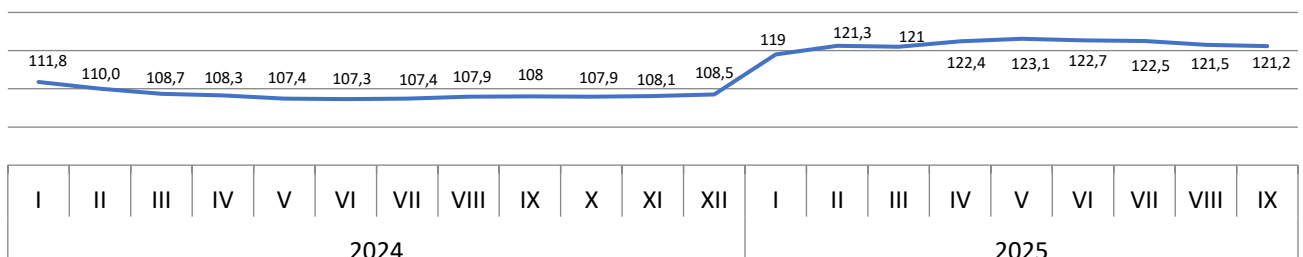 111,8 110,0 108,7 108,3 107,4 107,3 107,4 107,9 108 107,9 108,1 108,5 119 121,3 121 122,4 123,1 122,7 122,5 121,5 121,2
I II III IV V VI VII VIII IX X XI XII I II III IV V VI VII VIII IX
2024 2025